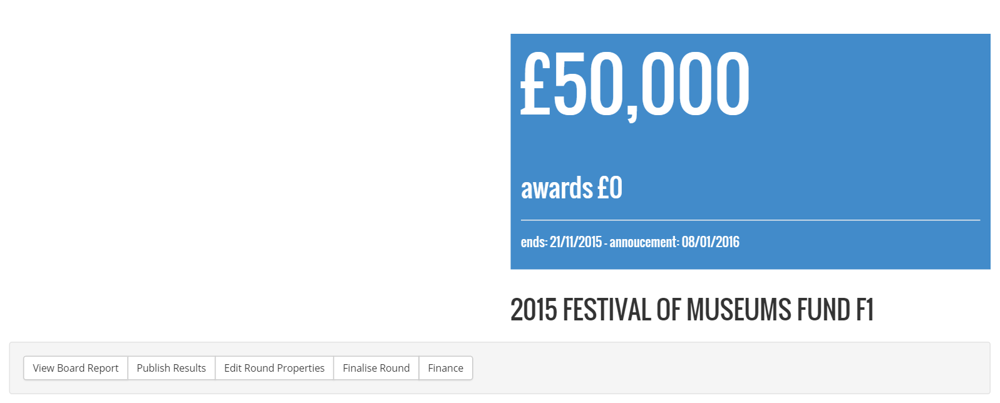 £50,000
awards £0
ends: 21/11/2015 - annoucement: 08/01/2016
2015 FESTIVAL OF MUSEUMS FUND F1
View Board Report Publish Results Edit Round Properties Finalise Round Finance